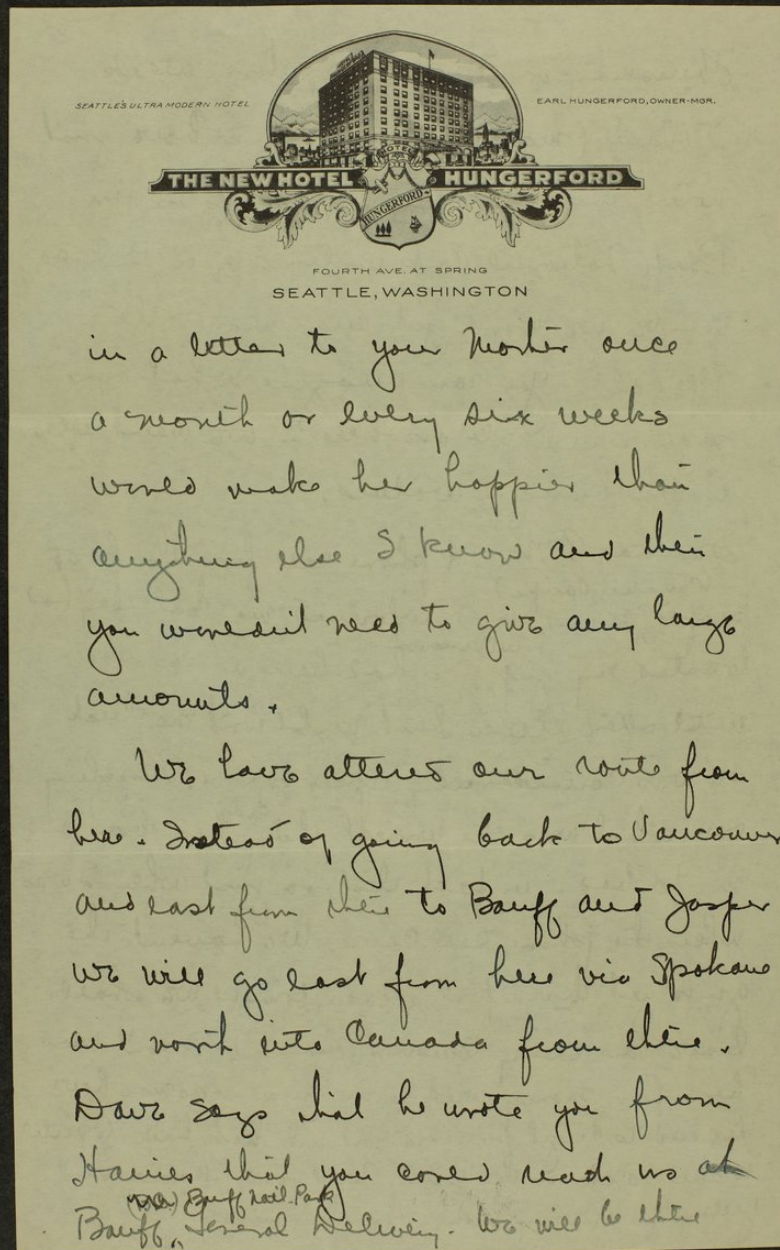 SEATTLE'S ULTRA MODERN HOTEL
EARL HUNGERFORD, OWNER-MGR.
HOTEL
THE NEW HOTEL HUNGERFORD
HUNGERFORD
FOURTH AVE. AT SPRING
SEATTLE, WASHINGTON
in a letter to your Mother once
a month or every six weeks
would make her happier than
anything else I know and then
you wouldn't need to give any large
amounts.
We have altered our route from
here. Instead of going back to Vancouver
and east from there to Banff and Jasper
we will go east from here via Spokane
and north into Canada from there.
Dave says that he wrote you from
Haines that you could reach us at
Banff Natl. Park
Banff, General Delivery. We will be there